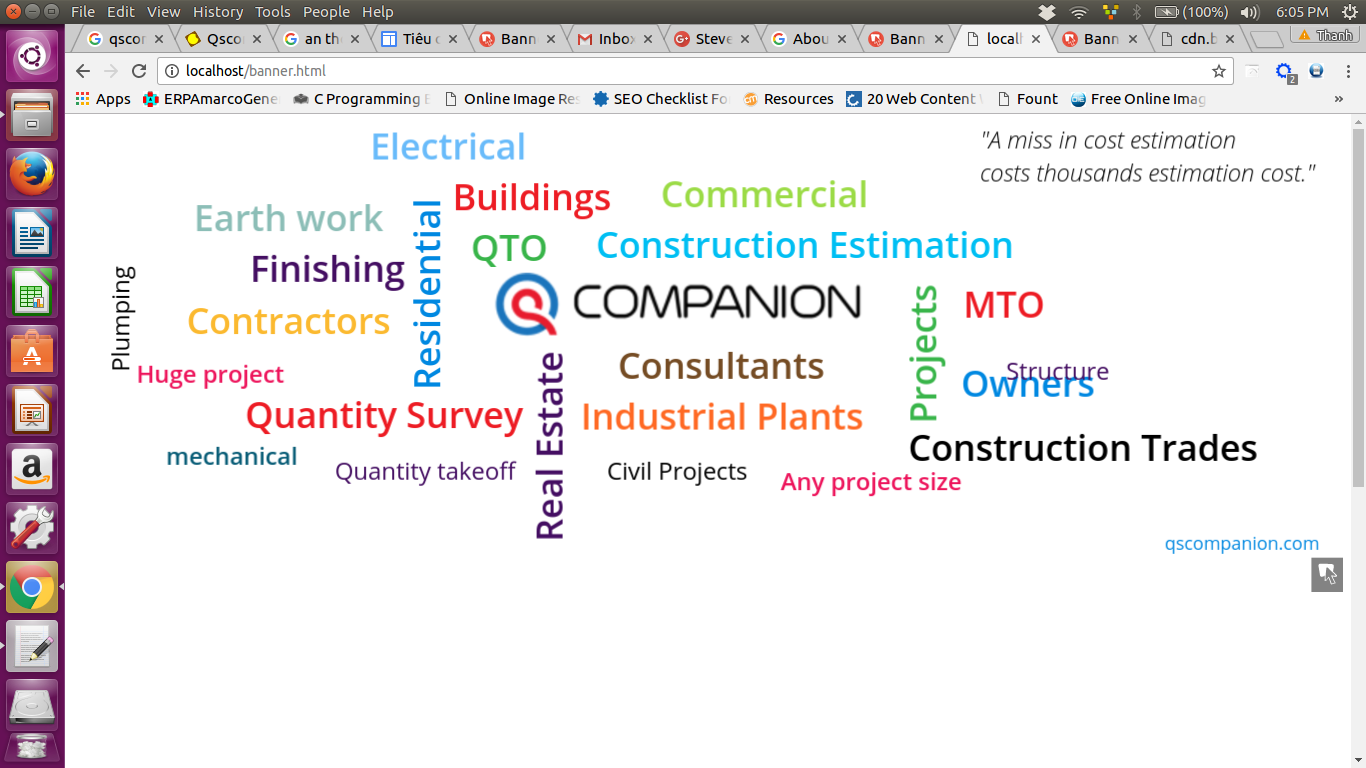 File Edit View History Tools People Help
(100%) 6:05 PM
qscor Qscor an the Tiêu c Bann Inbox Steve Abou Bann local Bann cdn.b Thanh
localhost/banner.html
2
Apps ERPAmarcoGene C Programming E Online Image Res SEO Checklist Fo Resources 20 Web Content Fount Free Online Imag »
Electrical
"A miss in cost estimation
costs thousands estimation cost."
Buildings
Commercial
Earth work
Residential
QTO
Construction Estimation
Finishing
Plumping
COMPANION
Projects
MTO
Contractors
Huge project
Consultants
Structure
Owners
Quantity Survey
Real Estate
Industrial Plants
Construction Trades
mechanical
Quantity takeoff
Civil Projects
Any project size
qscompanion.com